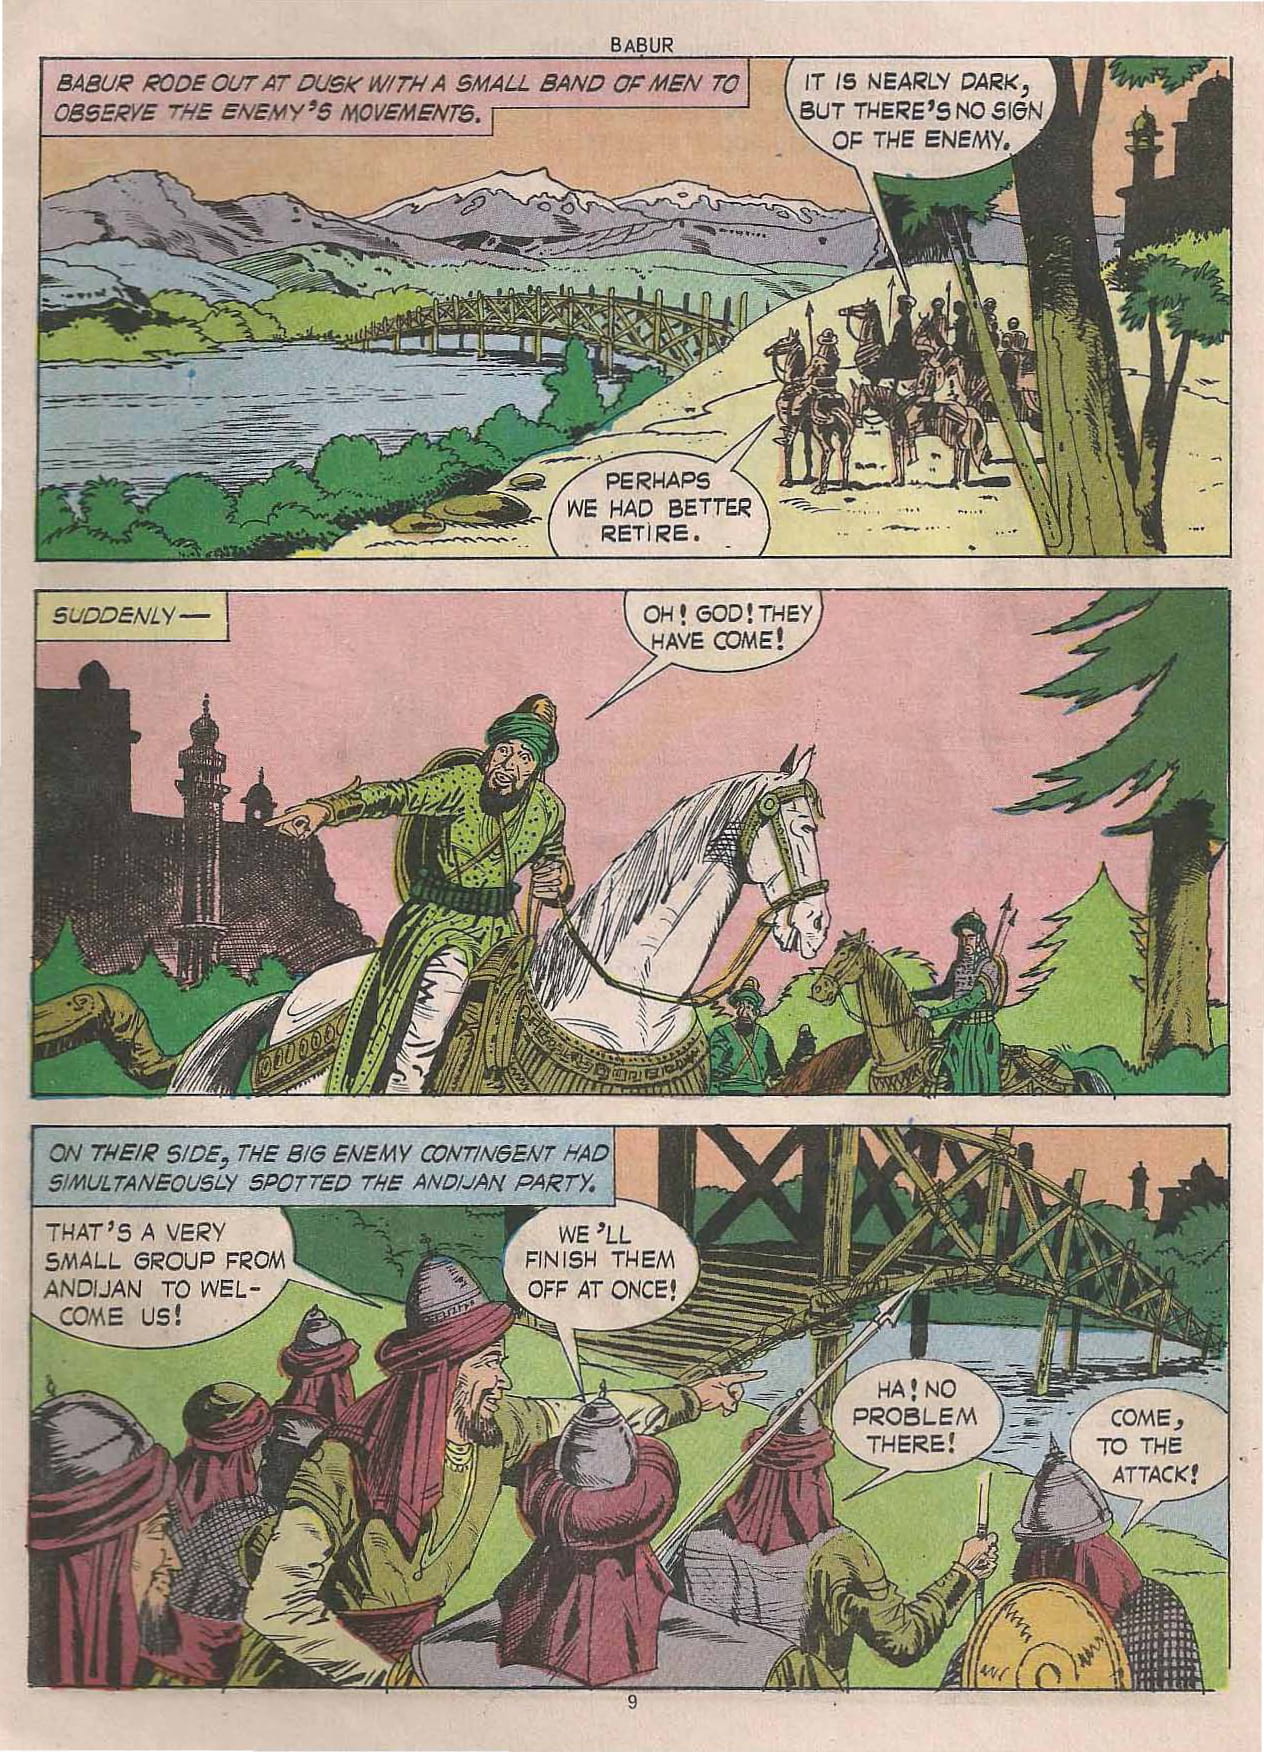 BABUR
BABUR RODE OUT AT DUSK WITH A SMALL BAND OF MEN TO
OBSERVE THE ENEMY'S MOVEMENTS.
IT IS NEARLY DARK,
BUT THERE'S NO SIGN
OF THE ENEMY.
PERHAPS
WE HAD BETTER
RETIRE.
SUDDENLY—
OH! GOD! THEY
HAVE COME!
ON THEIR SIDE, THE BIG ENEMY CONTINGENT HAD
SIMULTANEOUSLY SPOTTED THE ANDIJAN PARTY.
THAT'S A VERY
SMALL GROUP FROM
ANDIJAN TO WEL-
COME US!
WE'LL
FINISH THEM
OFF AT ONCE!
HA! NO
PROBLEM
THERE!
COME,
TO THE
ATTACK!
9